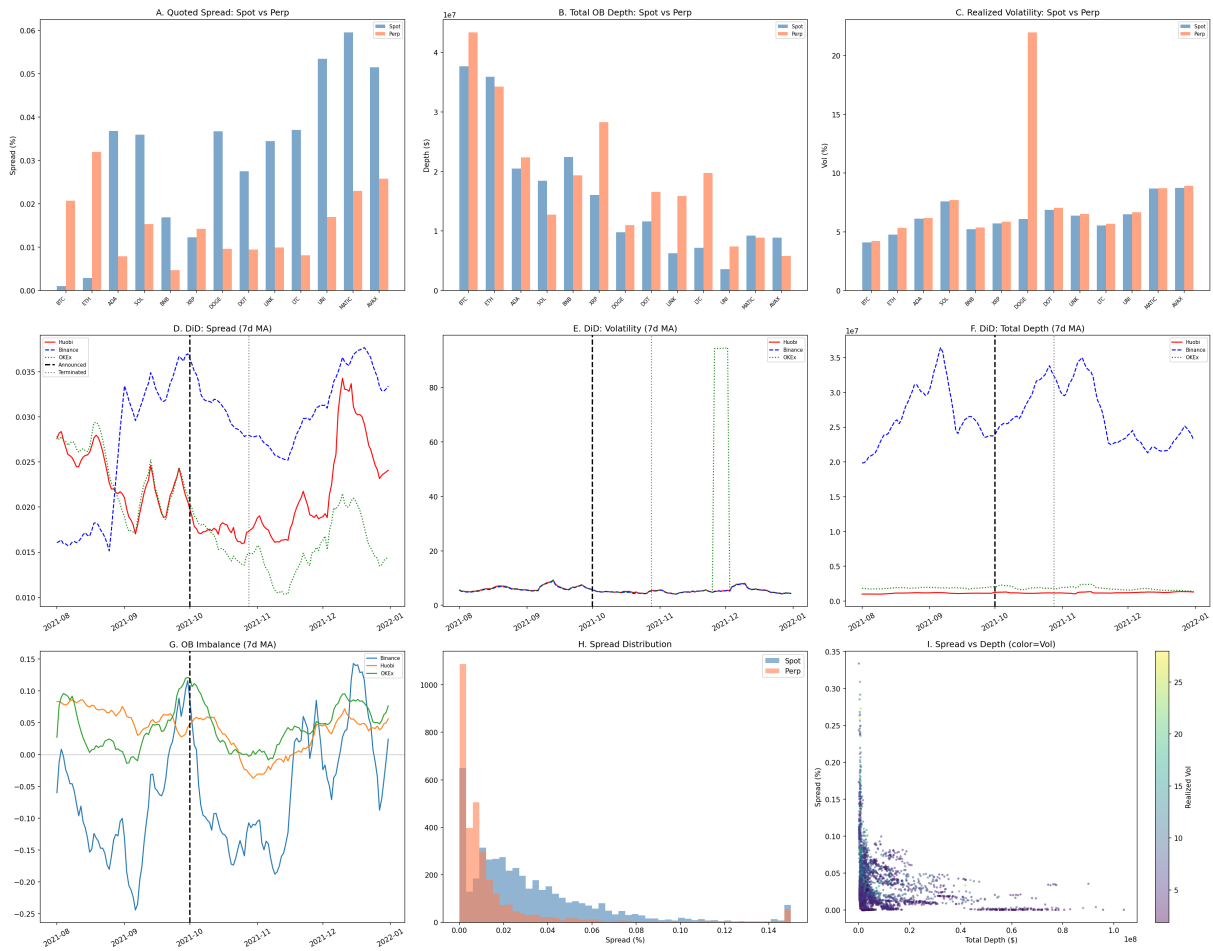 A. Quoted Spread: Spot vs Perp
Spread (%)
0.06
0.05
0.04
0.03
0.02
0.01
0.00
Spot
Perp
BTC ETH ADA SOL BNB XRP DOGE DOT LINK LTC UNI MATIC AVAX
B. Total OB Depth: Spot vs Perp
1e7
Depth ($)
4
3
2
1
0
Spot
Perp
BTC ETH ADA SOL BNB XRP DOGE DOT LINK LTC UNI MATIC AVAX
C. Realized Volatility: Spot vs Perp
Vol (%)
20
15
10
5
0
Spot
Perp
BTC ETH ADA SOL BNB XRP DOGE DOT LINK LTC UNI MATIC AVAX
D. DiD: Spread (7d MA)
0.035
0.030
0.025
0.020
0.015
0.010
Huobi
Binance
OKEx
Announced
Terminated
2021-08 2021-09 2021-10 2021-11 2021-12 2022-01
E. DiD: Volatility (7d MA)
80
60
40
20
0
Huobi
Binance
OKEx
2021-08 2021-09 2021-10 2021-11 2021-12 2022-01
F. DiD: Total Depth (7d MA)
1e7
3.5
3.0
2.5
2.0
1.5
1.0
0.5
0.0
Huobi
Binance
OKEx
2021-08 2021-09 2021-10 2021-11 2021-12 2022-01
G. OB Imbalance (7d MA)
0.15
0.10
0.05
0.00
−0.05
−0.10
−0.15
−0.20
−0.25
Binance
Huobi
OKEx
2021-08 2021-09 2021-10 2021-11 2021-12 2022-01
H. Spread Distribution
1000
800
600
400
200
0
Spot
Perp
0.00 0.02 0.04 0.06 0.08 0.10 0.12 0.14
Spread (%)
I. Spread vs Depth (color=Vol)
Spread (%)
0.35
0.30
0.25
0.20
0.15
0.10
0.05
0.00
0.0 0.2 0.4 0.6 0.8 1.0
1e8
Total Depth ($)
25
20
15
10
5
Realized Vol